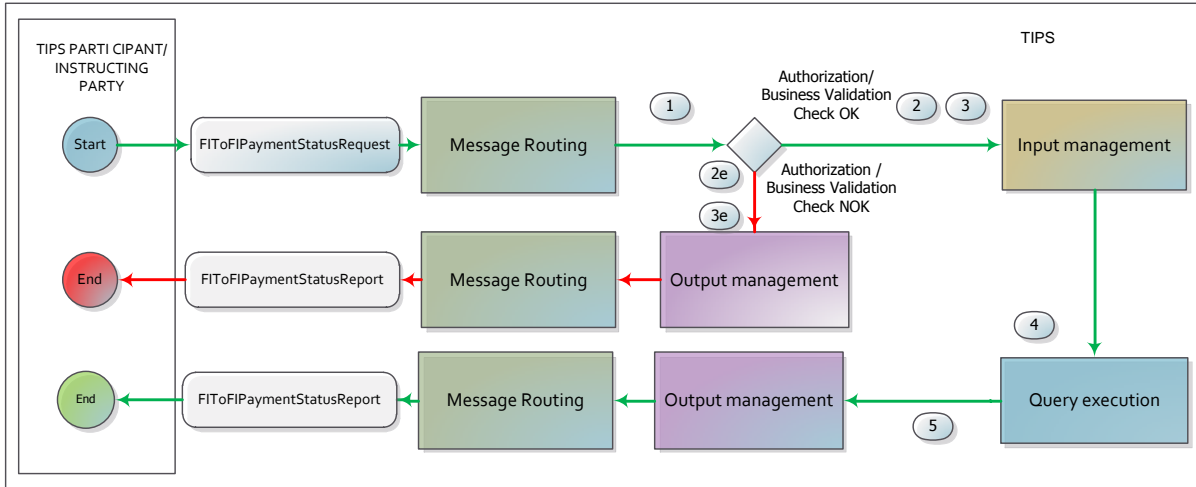 TIPS PARTI CIPANT/
INSTRUCTING
PARTY
TIPS
Start
FIToFIPaymentStatusRequest
Message Routing
1
Authorization/
Business Validation
Check OK
2
3
Input management
2e
3e
Authorization /
Business Validation
Check NOK
End
FIToFIPaymentStatusReport
Message Routing
Output management
4
End
FIToFIPaymentStatusReport
Message Routing
Output management
5
Query execution